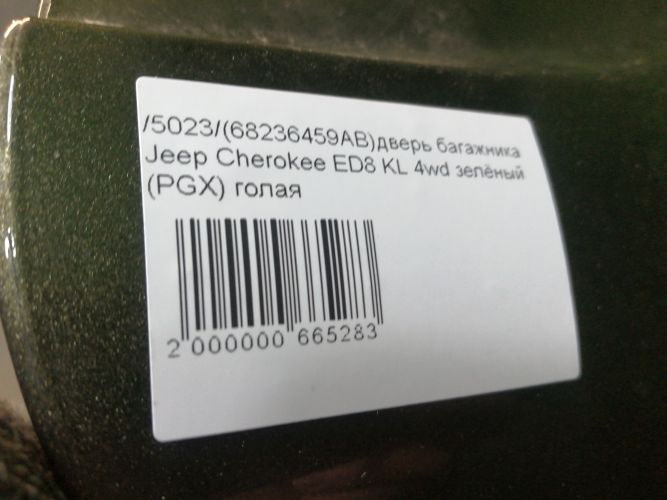 /5023/(68236459AB)дверь багажника
Jeep Cherokee ED8 KL 4wd зелёный
(PGX) голая
2 000000 665283